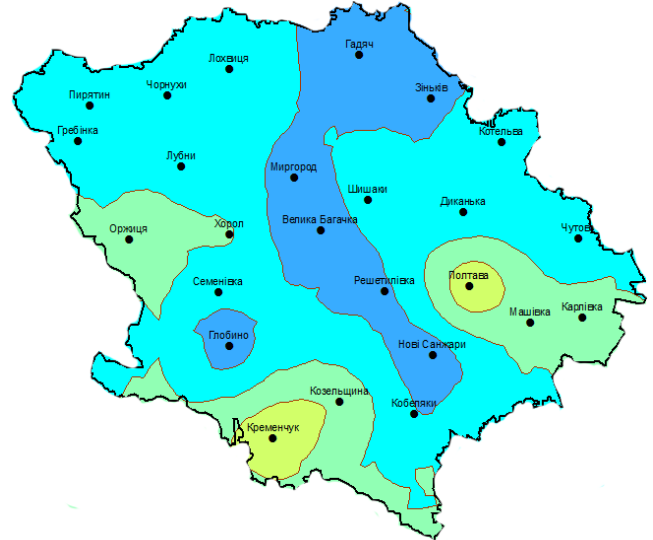 Гадяч
Лохвиця
Чорнухи
Зіньків
Пирятин
Гребінка
Котельва
Лубни
Миргород
Шишаки
Диканька
Велика Багачка
Хорол
Оржиця
Чутов
Полтава
Семенівка
Решетилівка
Машівка
Карлівка
Глобино
Нові Санжари
Козельщина
Кобеляки
Кременчук